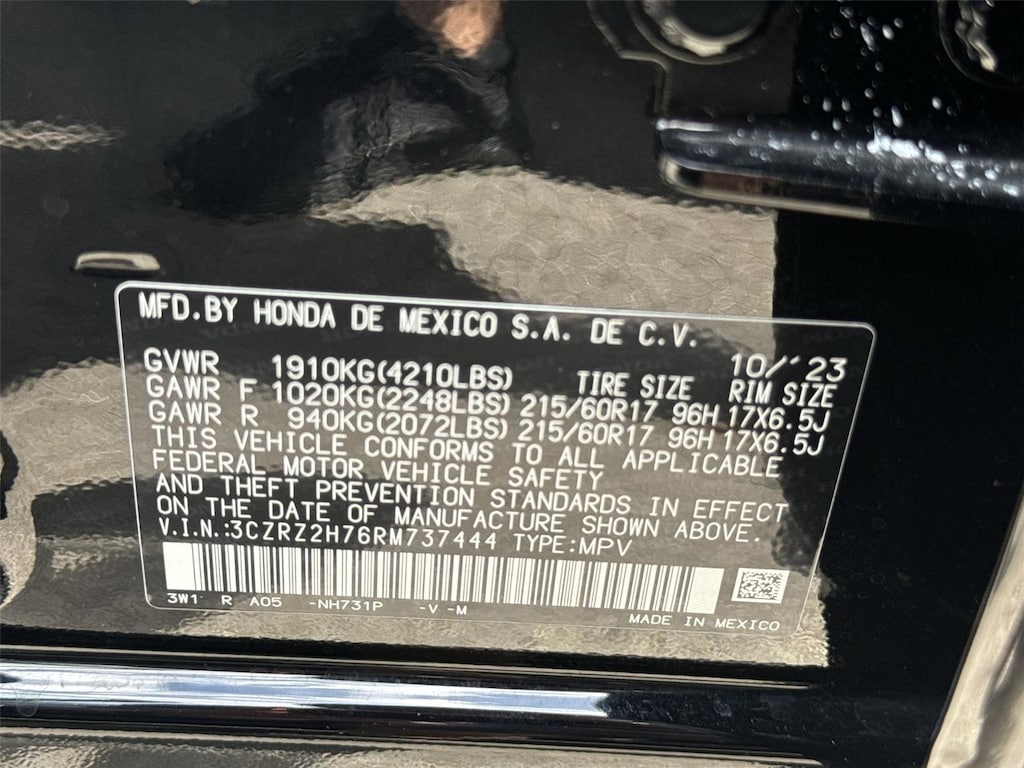 MFD.BY HONDA DE MEXICO S.A. DE C.V.
10/'23
GVWR 1910KG(4210LBS) TIRE SIZE RIM SIZE
GAWR F 1020KG(2248LBS) 215/60R17 96H 17X6.5J
GAWR R 940KG(2072LBS) 215/60R17 96H 17X6.5J
THIS VEHICLE CONFORMS TO ALL APPLICABLE
FEDERAL MOTOR VEHICLE SAFETY
AND THEFT PREVENTION STANDARDS IN EFFECT
ON THE DATE OF MANUFACTURE SHOWN ABOVE.
V.I.N.:3CZRZ2H76RM737444 TYPE:MPV
3W1 R A05 -NH731P -V -M
MADE IN MEXICO